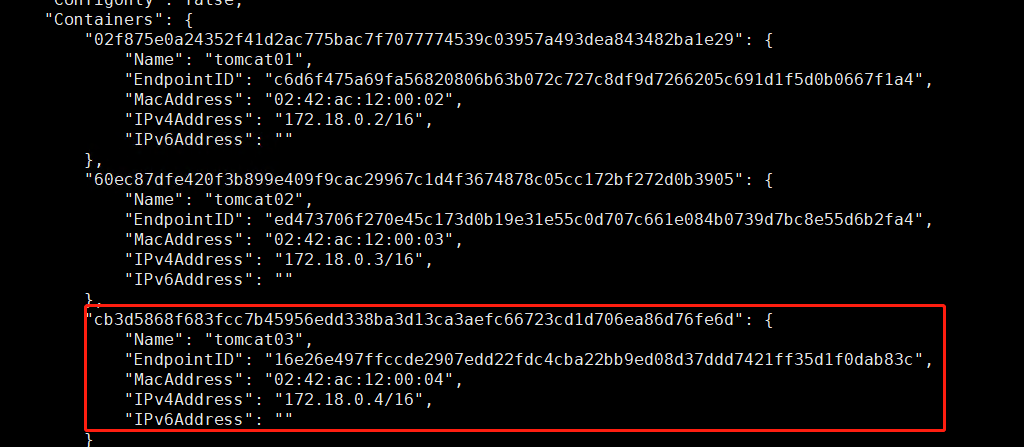 "ConfigOnly": false,
"Containers": {
"02f875e0a24352f41d2ac775bac7f7077774539c03957a493dea843482ba1e29": {
"Name": "tomcat01",
"EndpointID": "c6d6f475a69fa56820806b63b072c727c8df9d7266205c691d1f5d0b0667f1a4",
"MacAddress": "02:42:ac:12:00:02",
"IPv4Address": "172.18.0.2/16",
"IPv6Address": ""
},
"60ec87dfe420f3b899e409f9cac29967c1d4f3674878c05cc172bf272d0b3905": {
"Name": "tomcat02",
"EndpointID": "ed473706f270e45c173d0b19e31e55c0d707c661e084b0739d7bc8e55d6b2fa4",
"MacAddress": "02:42:ac:12:00:03",
"IPv4Address": "172.18.0.3/16",
"IPv6Address": ""
},
"cb3d5868f683fcc7b45956edd338ba3d13ca3aefc66723cd1d706ea86d76fe6d": {
"Name": "tomcat03",
"EndpointID": "16e26e497ffccde2907edd22fdc4cba22bb9ed08d37ddd7421ff35d1f0dab83c",
"MacAddress": "02:42:ac:12:00:04",
"IPv4Address": "172.18.0.4/16",
"IPv6Address": ""
}